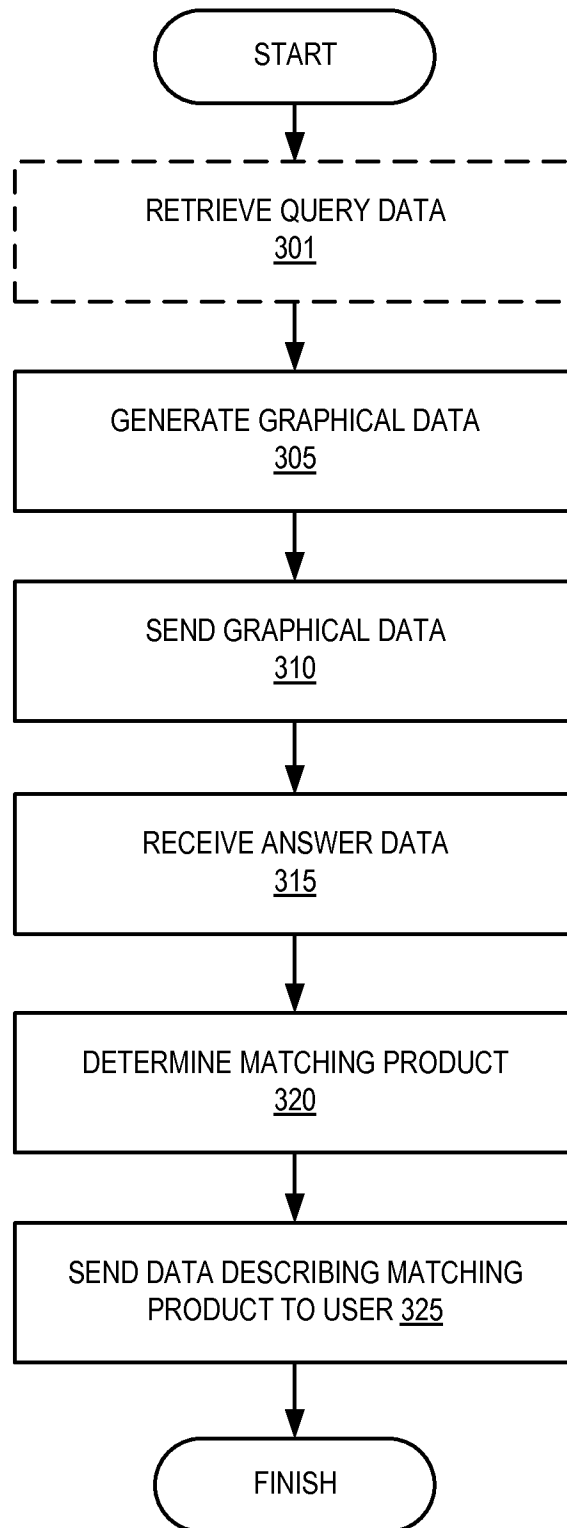 START
RETRIEVE QUERY DATA
301
GENERATE GRAPHICAL DATA
305
SEND GRAPHICAL DATA
310
RECEIVE ANSWER DATA
315
DETERMINE MATCHING PRODUCT
320
SEND DATA DESCRIBING MATCHING
PRODUCT TO USER 325
FINISH